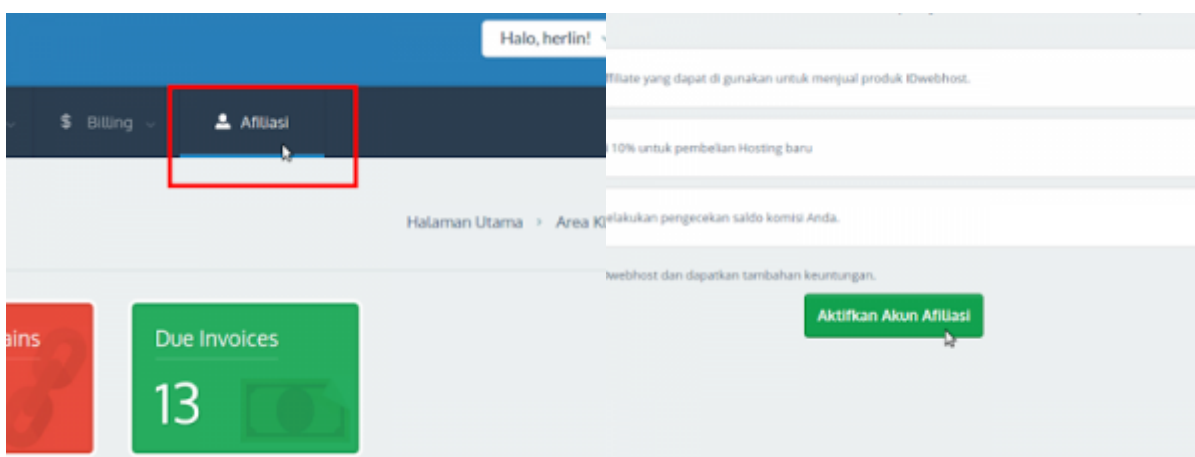 Halo, herlin!
$ Billing
Afiliasi
Halaman Utama > Area
ains
Due Invoices
13
ffiliate yang dapat di gunakan untuk menjual produk IDwebhost.
10% untuk pembelian Hosting baru
elakukan pengecekan saldo komisi Anda.
webhost dan dapatkan tambahan keuntungan.
Aktifkan Akun Afiliasi